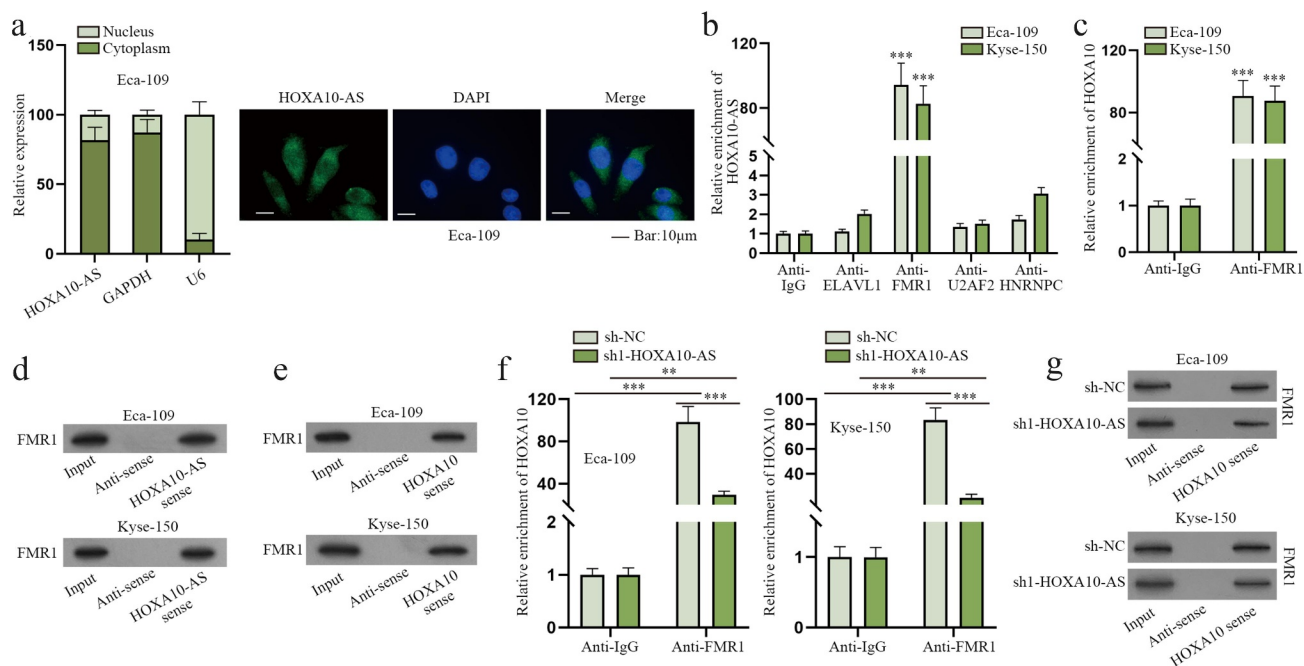 a
Nucleus
Cytoplasm
Eca-109
Relative expression
150
100
50
0
HOXA10-AS
GAPDH
U6
HOXA10-AS
DAPI
Merge
Eca-109
Bar:10μm
b
Eca-109
Kyse-150
Relative enrichment of
HOXA10-AS
120
80
5
4
3
2
1
0
***
***
Anti-
IgG
Anti-
ELAVL1
Anti-
FMR1
Anti-
U2AF2
Anti-
HNRNPC
c
Eca-109
Kyse-150
Relative enrichment of HOXA10
120
80
2
1
0
***
***
Anti-IgG
Anti-FMR1
d
Eca-109
FMR1
Input
Anti-sense
HOXA10-AS
sense
Kyse-150
FMR1
Input
Anti-sense
HOXA10-AS
sense
e
Eca-109
FMR1
Input
Anti-sense
HOXA10
sense
Kyse-150
FMR1
Input
Anti-sense
HOXA10
sense
f
sh-NC
sh1-HOXA10-AS
**
***
***
Relative enrichment of HOXA10
120
80
40
2
1
0
Eca-109
Anti-IgG
Anti-FMR1
sh-NC
sh1-HOXA10-AS
**
***
***
Relative enrichment of HOXA10
100
80
60
40
20
2
1
0
Kyse-150
Anti-IgG
Anti-FMR1
g
Eca-109
sh-NC
sh1-HOXA10-AS
FMR1
Input
Anti-sense
HOXA10 sense
Kyse-150
sh-NC
sh1-HOXA10-AS
FMR1
Input
Anti-sense
HOXA10 sense